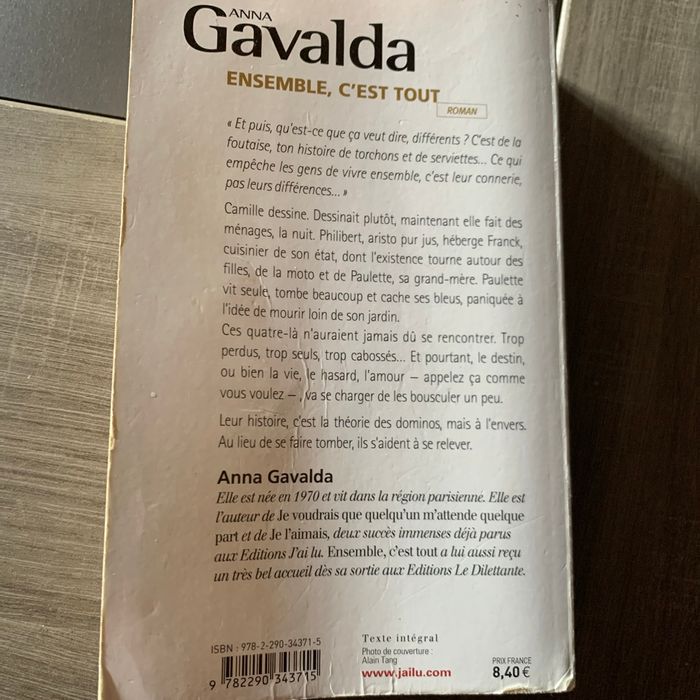 ANNA
Gavalda
ENSEMBLE, C'EST TOUT
ROMAN
« Et puis, qu'est-ce que ça veut dire, différents ? C'est de la
foutaise, ton histoire de torchons et de serviettes... Ce qui
empêche les gens de vivre ensemble, c'est leur connerie,
pas leurs différences... »
Camille dessine. Dessinait plutôt, maintenant elle fait des
ménages, la nuit. Philibert, aristo pur jus, héberge Franck,
cuisinier de son état, dont l'existence tourne autour des
filles, de la moto et de Paulette, sa grand-mère. Paulette
vit seule, tombe beaucoup et cache ses bleus, paniquée à
l'idée de mourir loin de son jardin.
Ces quatre-là n'auraient jamais dû se rencontrer. Trop
perdus, trop seuls, trop cabossés... Et pourtant, le destin,
ou bien la vie, le hasard, l'amour – appelez ça comme
vous voulez –, va se charger de les bousculer un peu.
Leur histoire, c'est la théorie des dominos, mais à l'envers.
Au lieu de se faire tomber, ils s'aident à se relever.
Anna Gavalda
Elle est née en 1970 et vit dans la région parisienne. Elle est
l'auteur de Je voudrais que quelqu'un m'attende quelque
part et de Je l'aimais, deux succès immenses déjà parus
aux Editions J'ai lu. Ensemble, c'est tout a lui aussi reçu
un très bel accueil dès sa sortie aux Editions Le Dilettante.
ISBN : 978-2-290-34371-5
9 782290 343715
Texte intégral
Photo de couverture :
Alain Tang
www.jailu.com
PRIX FRANCE
8,40 €